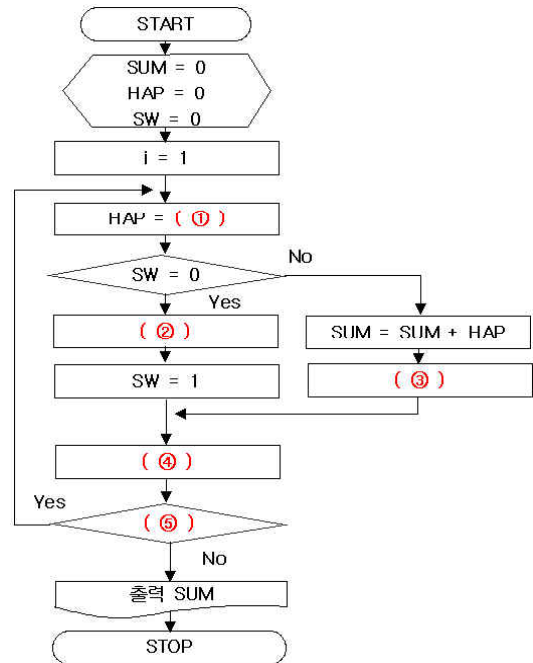 START
SUM = 0
HAP = 0
SW = 0
i = 1
HAP = ( ① )
SW = 0
No
Yes
( ② )
SUM = SUM + HAP
SW = 1
( ③ )
( ④ )
Yes
( ⑤ )
No
출력 SUM
STOP